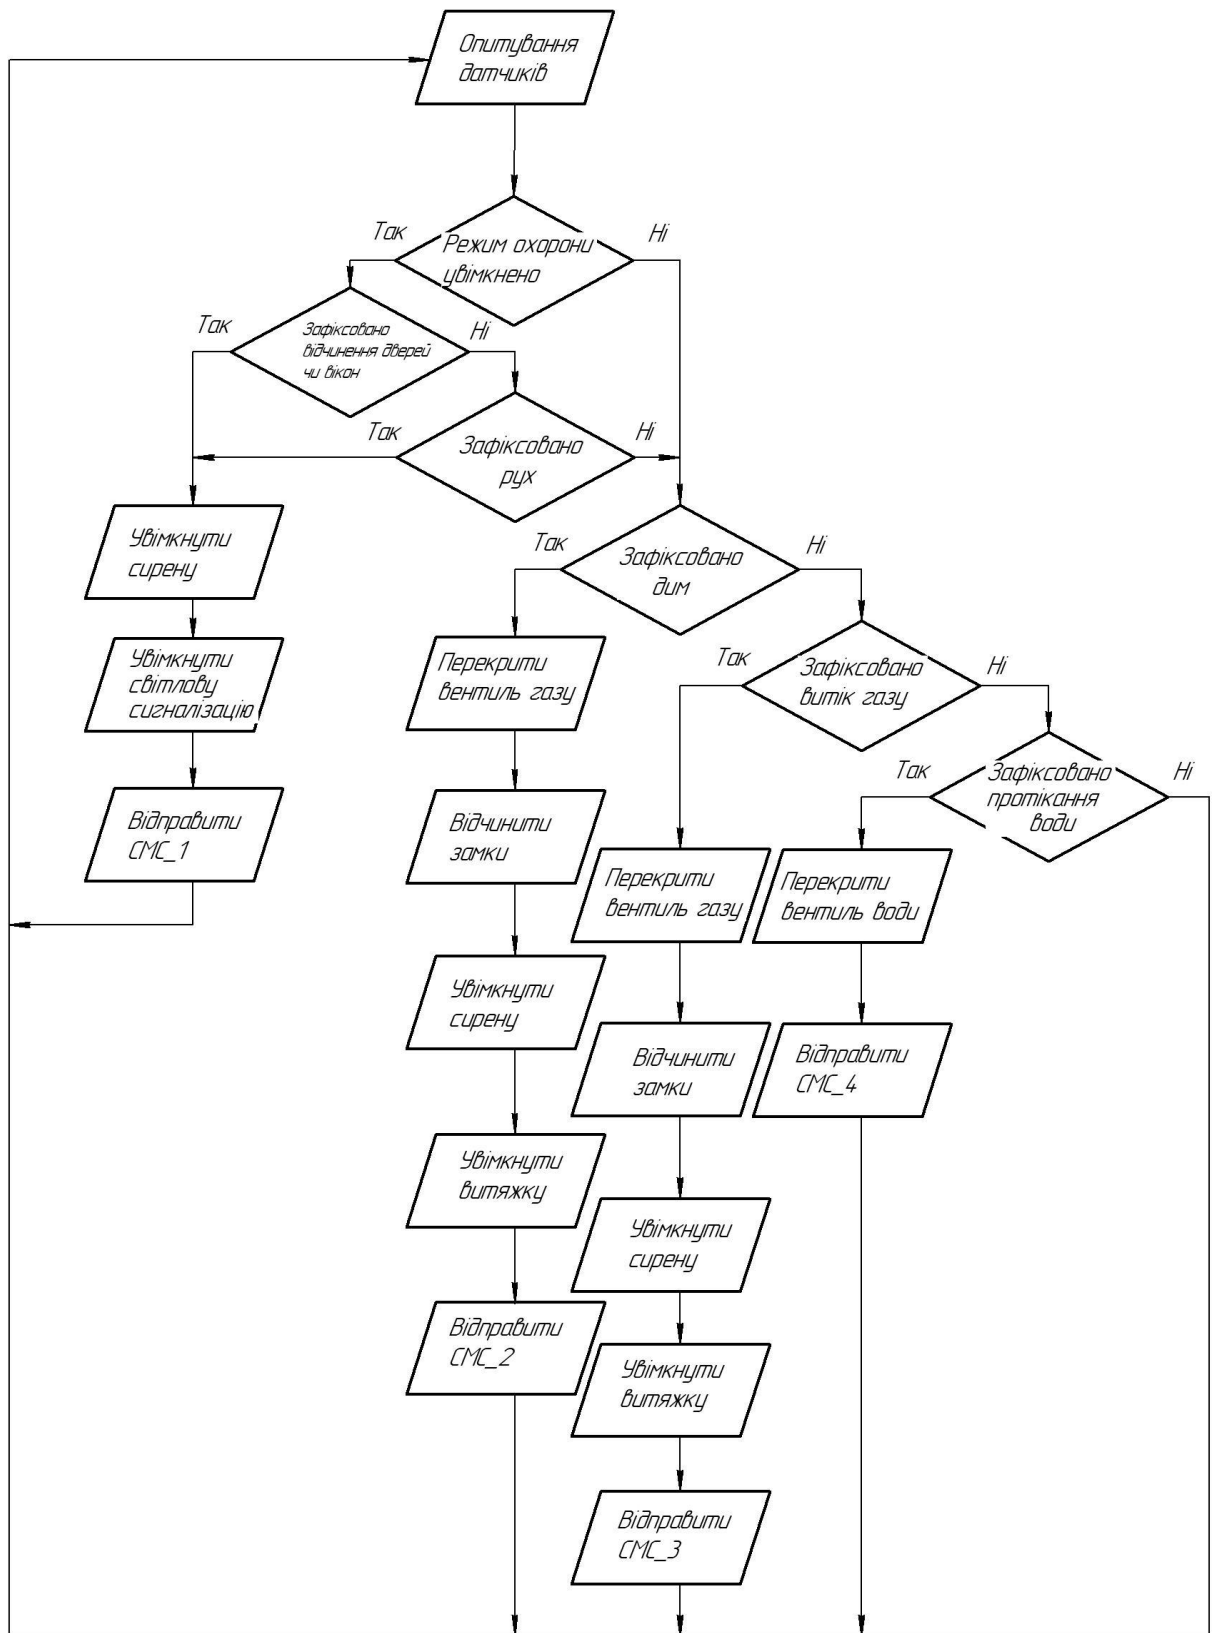 Опитування
датчиків
Так
Ні
Режим охорони
увімкнено
Так
Ні
Зафіксовано
відчинення дверей
чи вікон
Так
Ні
Зафіксовано
рух
Увімкнути
сирену
Так
Ні
Зафіксовано
дим
Увімкнути
світлову
сигналізацію
Перекрити
вентиль газу
Так
Ні
Зафіксовано
витік газу
Так
Ні
Зафіксовано
протікання
води
Відправити
СМС_1
Відчинити
замки
Перекрити
вентиль газу
Перекрити
вентиль води
Увімкнути
сирену
Відчинити
замки
Відправити
СМС_4
Увімкнути
витяжку
Увімкнути
сирену
Відправити
СМС_2
Увімкнути
витяжку
Відправити
СМС_3